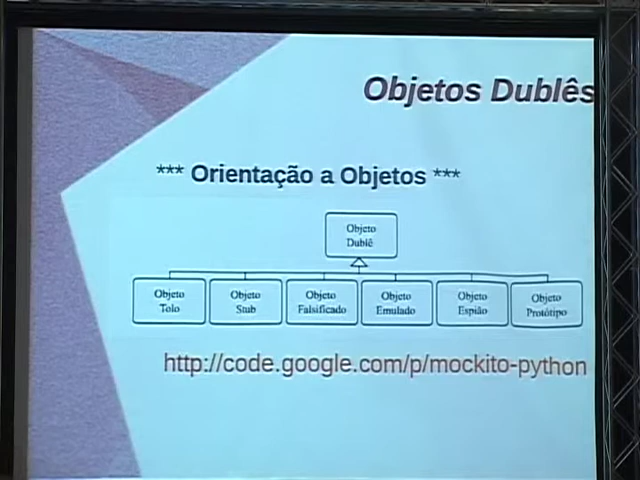 Objetos Dublês
*** Orientação a Objetos ***
Objeto
Dublê
Objeto
Tolo
Objeto
Stub
Objeto
Falsificado
Objeto
Emulado
Objeto
Espião
Objeto
Protótipo
http://code.google.com/p/mockito-python